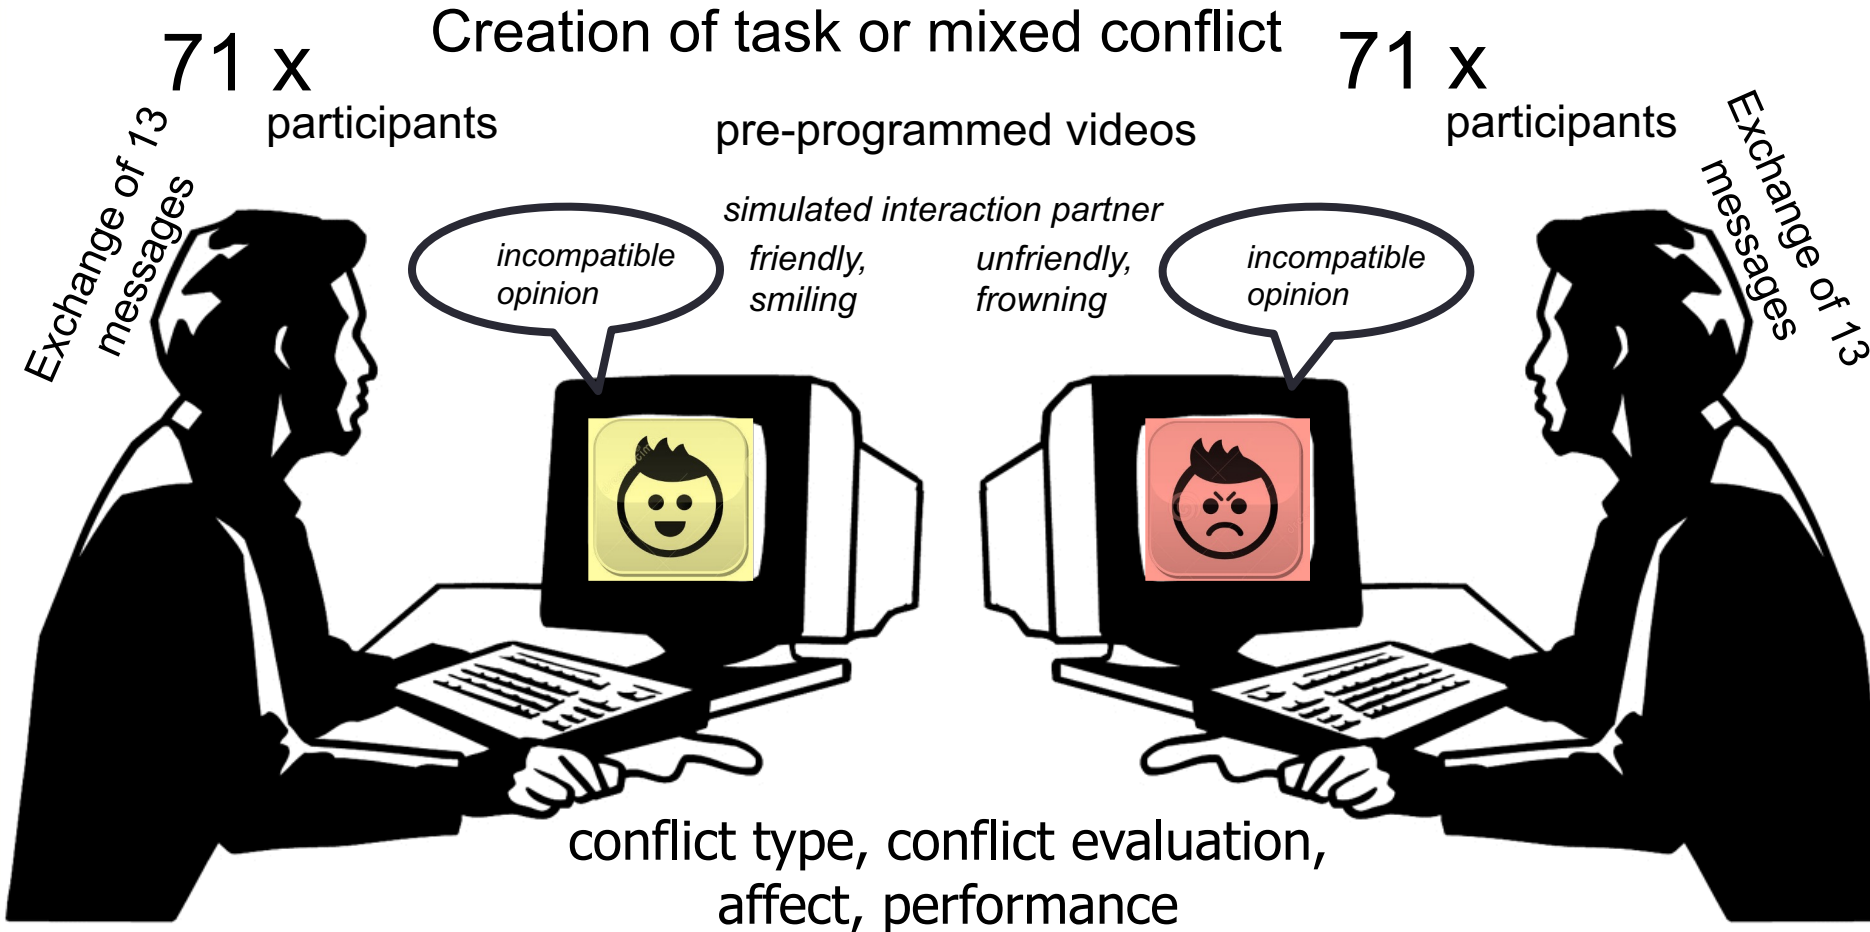 Creation of task or mixed conflict
71 x
participants
71 x
participants
Exchange of 13
messages
pre-programmed videos
Exchange of 13
messages
simulated interaction partner
incompatible
opinion
friendly,
smiling
unfriendly,
frowning
incompatible
opinion
conflict type, conflict evaluation,
affect, performance